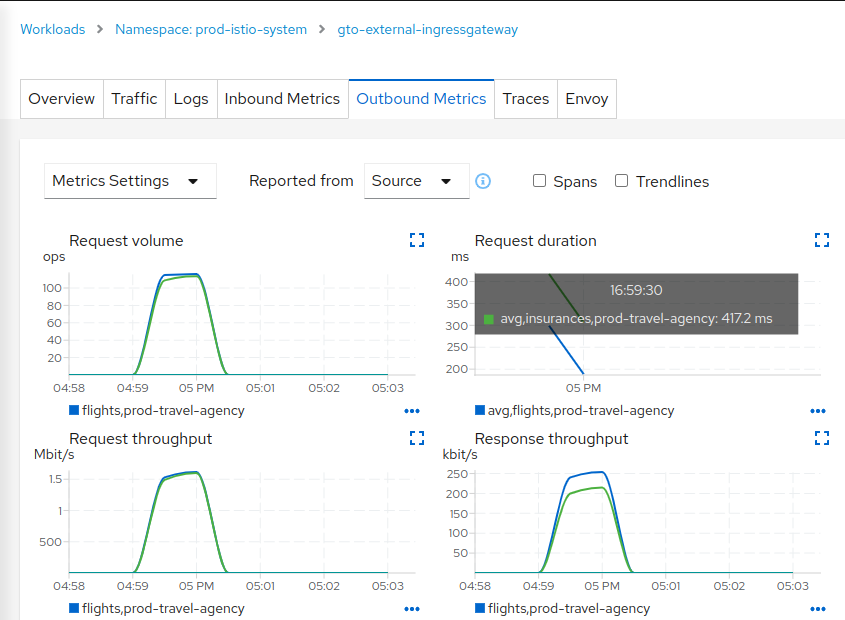 Workloads > Namespace: prod-istio-system > gto-external-ingressgateway
Overview Traffic Logs Inbound Metrics Outbound Metrics Traces Envoy
Metrics Settings Reported from Source Spans Trendlines
Request volume
ops
100
80
60
40
20
04:58 04:59 05 PM 05:01 05:02 05:03
flights,prod-travel-agency
Request duration
ms
400
350
300
250
200
16:59:30
avg,insurances,prod-travel-agency: 417.2 ms
05 PM
avg,flights,prod-travel-agency
Request throughput
Mbit/s
1.5
1
500
04:58 04:59 05 PM 05:01 05:02 05:03
flights,prod-travel-agency
Response throughput
kbit/s
250
200
150
100
50
04:58 04:59 05 PM 05:01 05:02 05:03
flights,prod-travel-agency